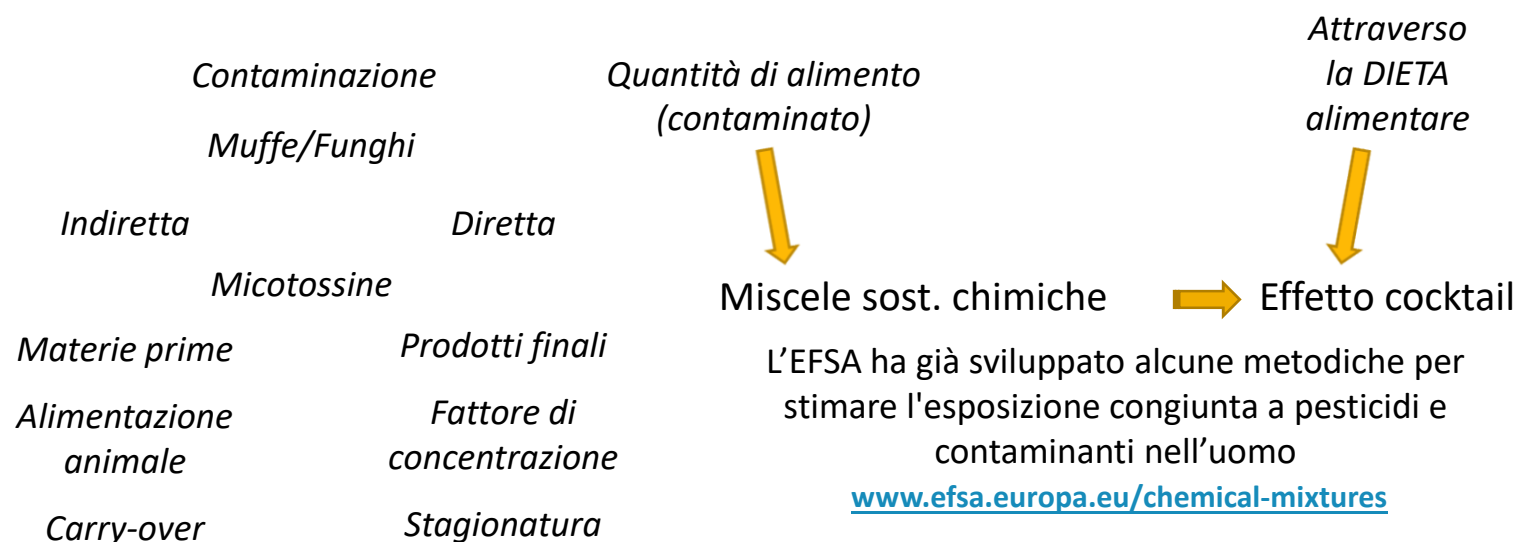 Contaminazione
Muffe/Funghi
Indiretta
Diretta
Micotossine
Materie prime
Prodotti finali
Alimentazione
animale
Fattore di
concentrazione
Carry-over
Stagionatura
Quantità di alimento
(contaminato)
Attraverso
la DIETA
alimentare
Miscele sost. chimiche
Effetto cocktail
L’EFSA ha già sviluppato alcune metodiche per
stimare l'esposizione congiunta a pesticidi e
contaminanti nell’uomo
www.efsa.europa.eu/chemical-mixtures